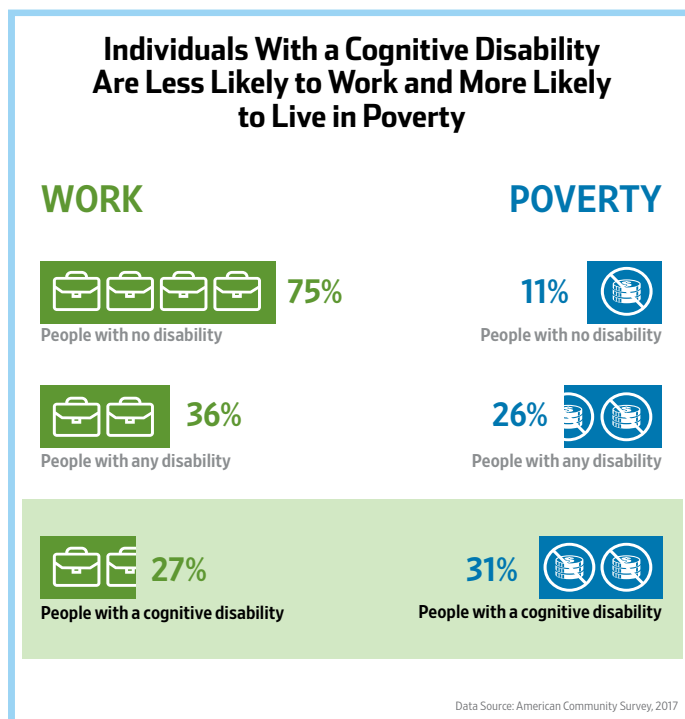 Individuals With a Cognitive Disability
Are Less Likely to Work and More Likely
to Live in Poverty
WORK
75%
People with no disability
36%
People with any disability
27%
People with a cognitive disability
POVERTY
11%
People with no disability
26%
People with any disability
31%
People with a cognitive disability
Data Source: American Community Survey, 2017